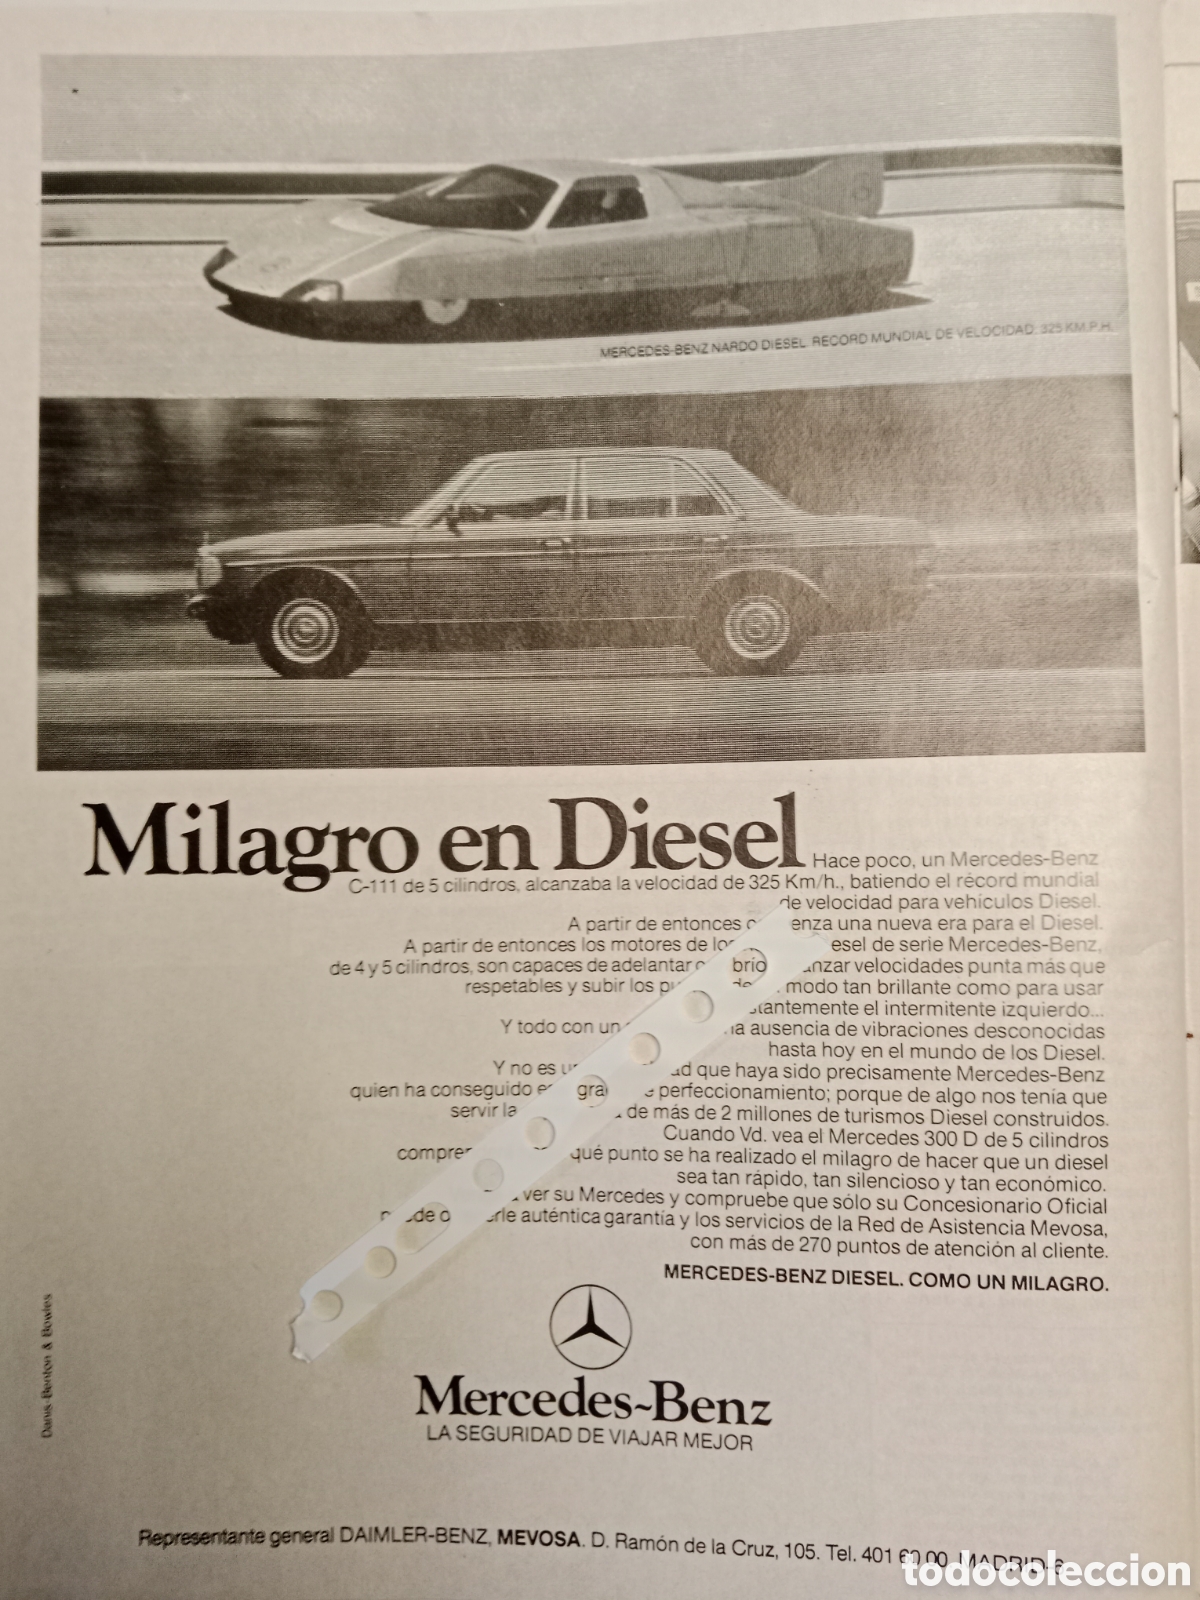 MERCEDES-BENZ NARDO DIESEL. RECORD MUNDIAL DE VELOCIDAD: 325 KM.P.H.
Milagro en Diesel Hace poco, un Mercedes-Benz
C-111 de 5 cilindros, alcanzaba la velocidad de 325 Km/h., batiendo el récord mundial
de velocidad para vehículos Diesel.
A partir de entonces enza una nueva era para el Diesel.
A partir de entonces los motores de esel de serie Mercedes-Benz,
de 4 y 5 cilindros, son capaces de adelantar brío anzar velocidades punta más que
respetables y subir los modo tan brillante como para usar
stantemente el intermitente izquierdo...
Y todo con un ausencia de vibraciones desconocidas
hasta hoy en el mundo de los Diesel.
Y no es ad que haya sido precisamente Mercedes-Benz
quien ha conseguido gra perfeccionamiento; porque de algo nos tenía que
servir la de más de 2 millones de turismos Diesel construidos.
Cuando Vd. vea el Mercedes 300 D de 5 cilindros
compre qué punto se ha realizado el milagro de hacer que un diesel
sea tan rápido, tan silencioso y tan económico.
ver su Mercedes y compruebe que sólo su Concesionario Oficial
erle auténtica garantía y los servicios de la Red de Asistencia Mevosa,
con más de 270 puntos de atención al cliente.
MERCEDES-BENZ DIESEL. COMO UN MILAGRO.
Mercedes-Benz
LA SEGURIDAD DE VIAJAR MEJOR
Danis-Benton & Bowles
Representante general DAIMLER-BENZ, MEVOSA. D. Ramón de la Cruz, 105. Tel. 401 60 00. MADRID-6
todocoleccion